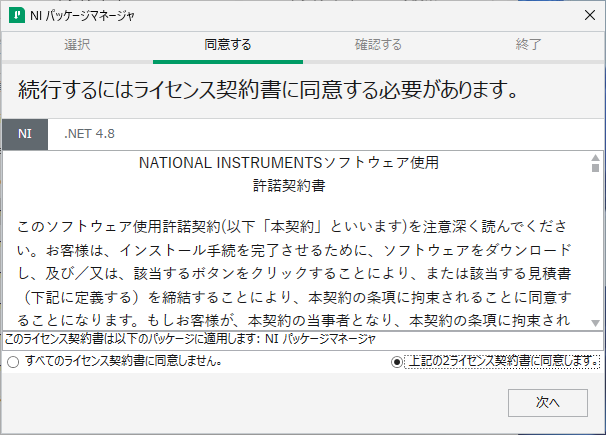 NI パッケージマネージャ
選択 同意する 確認する 終了
続行するにはライセンス契約書に同意する必要があります。
NI .NET 4.8
NATIONAL INSTRUMENTSソフトウェア使用
許諾契約書
このソフトウェア使用許諾契約(以下「本契約」といいます)を注意深く読んでくださ
い。お客様は、インストール手続を完了させるために、ソフトウェアをダウンロード
し、及び／又は、該当するボタンをクリックすることにより、または該当する見積書
（下記に定義する）を締結することにより、本契約の条項に拘束されることに同意す
ることになります。もしお客様が、本契約の当事者となり、本契約の条項に拘束され
このライセンス契約書は以下のパッケージに適用します: NI パッケージマネージャ
すべてのライセンス契約書に同意しません。 上記の2ライセンス契約書に同意します。
次へ